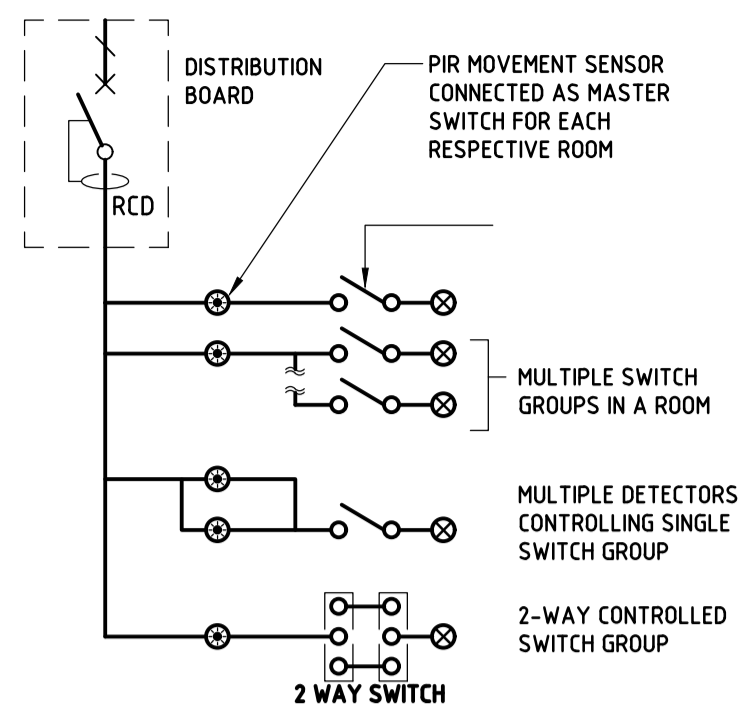 DISTRIBUTION
BOARD
RCD
PIR MOVEMENT SENSOR
CONNECTED AS MASTER
SWITCH FOR EACH
RESPECTIVE ROOM
MULTIPLE SWITCH
GROUPS IN A ROOM
MULTIPLE DETECTORS
CONTROLLING SINGLE
SWITCH GROUP
2-WAY CONTROLLED
SWITCH GROUP
2 WAY SWITCH